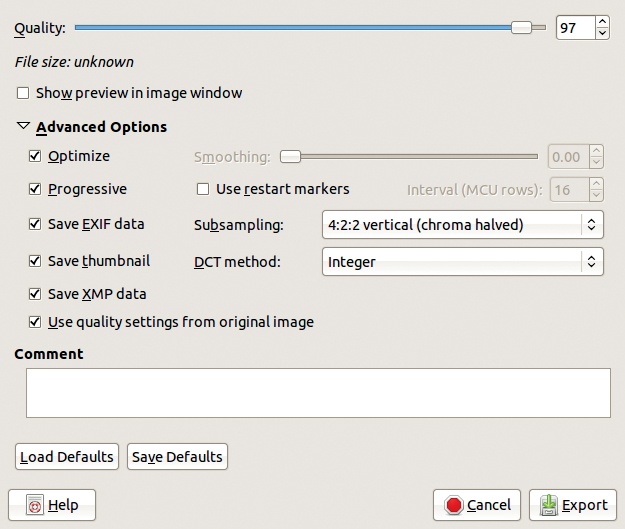 Quality: 97
File size: unknown
Show preview in image window
Advanced Options
Optimize Smoothing: 0.00
Progressive Use restart markers Interval (MCU rows): 16
Save EXIF data Subsampling: 4:2:2 vertical (chroma halved)
Save thumbnail DCT method: Integer
Save XMP data
Use quality settings from original image
Comment
Load Defaults Save Defaults
Help Cancel Export